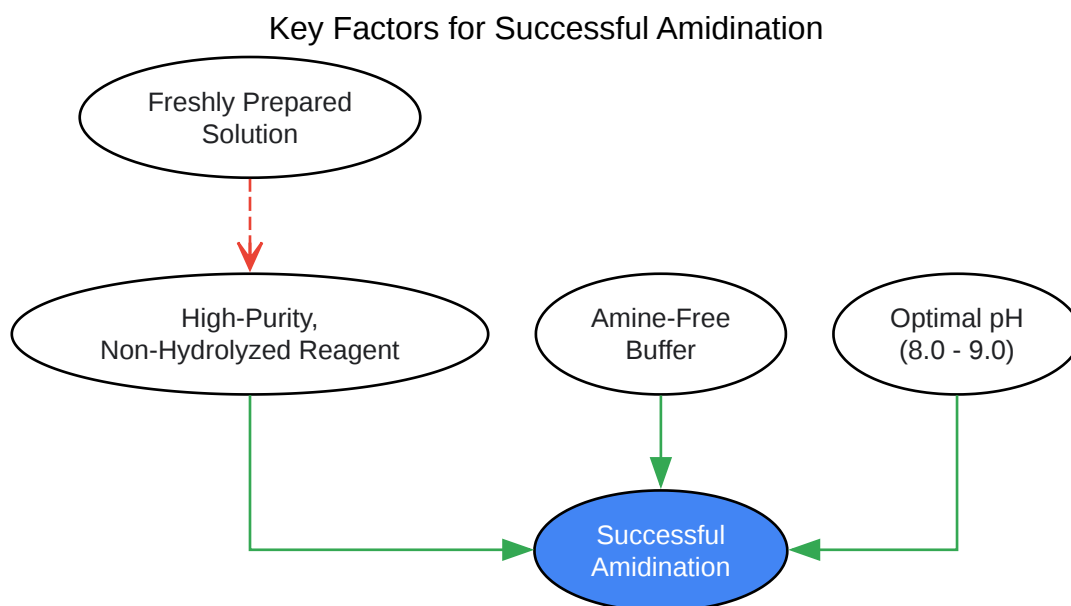 Key Factors for Successful Amidination
Freshly Prepared
Solution
High-Purity,
Non-Hydrolyzed Reagent
Amine-Free
Buffer
Optimal pH
(8.0 - 9.0)
Successful
Amidination